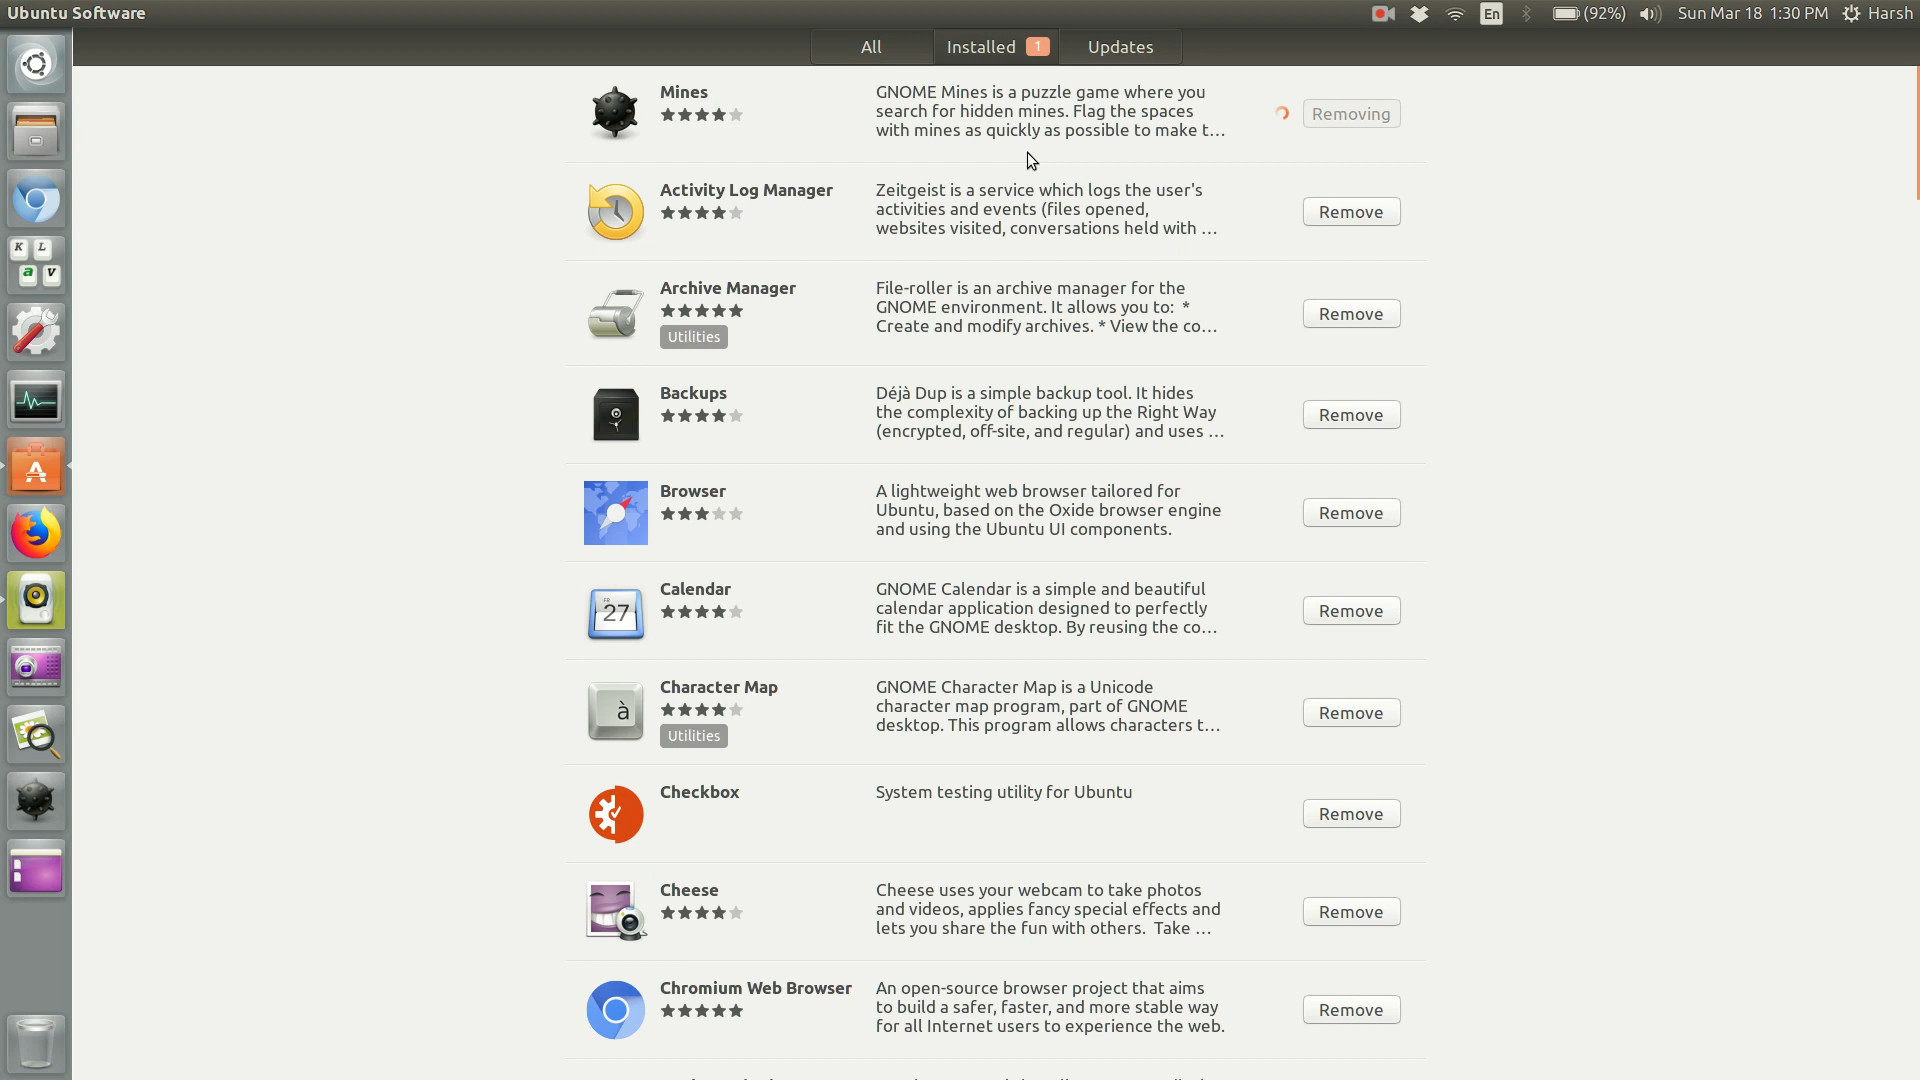 Ubuntu Software
En
(92%)
Sun Mar 18 1:30 PM
Harsh
All
Installed 1
Updates
Mines
GNOME Mines is a puzzle game where you
search for hidden mines. Flag the spaces
with mines as quickly as possible to make t...
Removing
Activity Log Manager
Zeitgeist is a service which logs the user's
activities and events (files opened,
websites visited, conversations held with ...
Remove
Archive Manager
Utilities
File-roller is an archive manager for the
GNOME environment. It allows you to: *
Create and modify archives. * View the co...
Remove
Backups
Déjà Dup is a simple backup tool. It hides
the complexity of backing up the Right Way
(encrypted, off-site, and regular) and uses ...
Remove
Browser
A lightweight web browser tailored for
Ubuntu, based on the Oxide browser engine
and using the Ubuntu UI components.
Remove
27
Calendar
GNOME Calendar is a simple and beautiful
calendar application designed to perfectly
fit the GNOME desktop. By reusing the co...
Remove
à
Character Map
Utilities
GNOME Character Map is a Unicode
character map program, part of GNOME
desktop. This program allows characters t...
Remove
Checkbox
System testing utility for Ubuntu
Remove
Cheese
Cheese uses your webcam to take photos
and videos, applies fancy special effects and
lets you share the fun with others. Take ...
Remove
Chromium Web Browser
An open-source browser project that aims
to build a safer, faster, and more stable way
for all Internet users to experience the web.
Remove
K L
a v